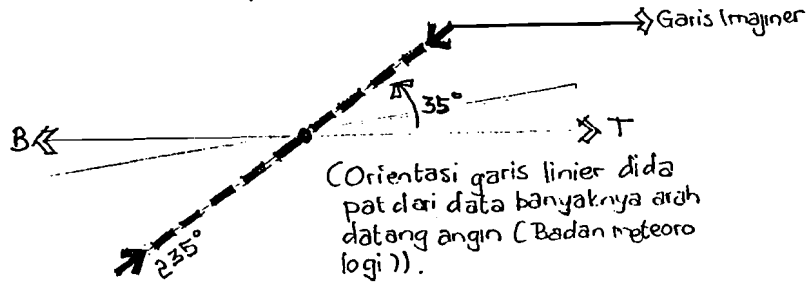 Garis Imajiner
35°
B
T
(Orientasi garis linier dida
pat dari data banyaknya arah
datang angin (Badan meteoro
logi)).
235°